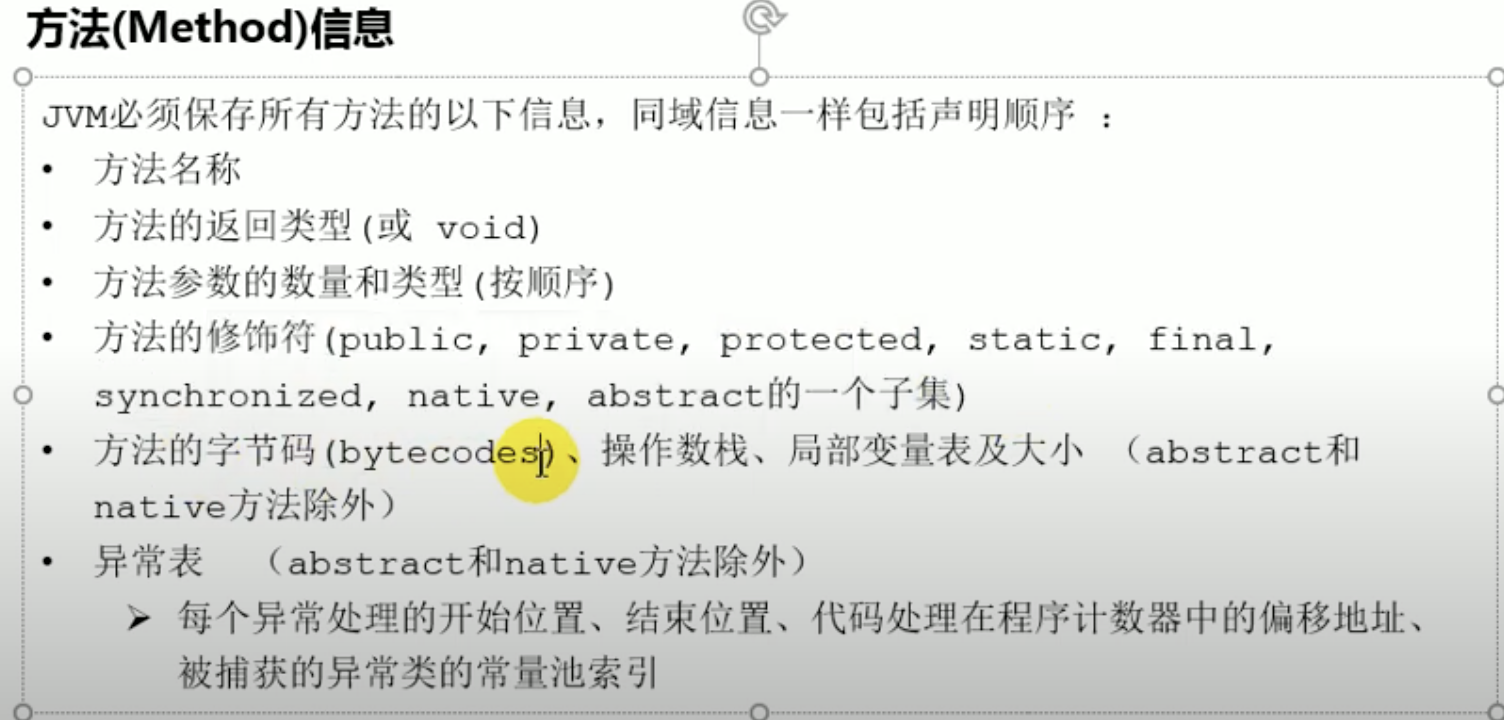 方法(Method)信息
JVM必须保存所有方法的以下信息，同域信息一样包括声明顺序 ：
• 方法名称
• 方法的返回类型(或 void)
• 方法参数的数量和类型(按顺序)
• 方法的修饰符(public, private, protected, static, final,
synchronized, native, abstract的一个子集)
• 方法的字节码(bytecodes)、操作数栈、局部变量表及大小 （abstract和
native方法除外）
• 异常表 （abstract和native方法除外）
➢ 每个异常处理的开始位置、结束位置、代码处理在程序计数器中的偏移地址、
被捕获的异常类的常量池索引